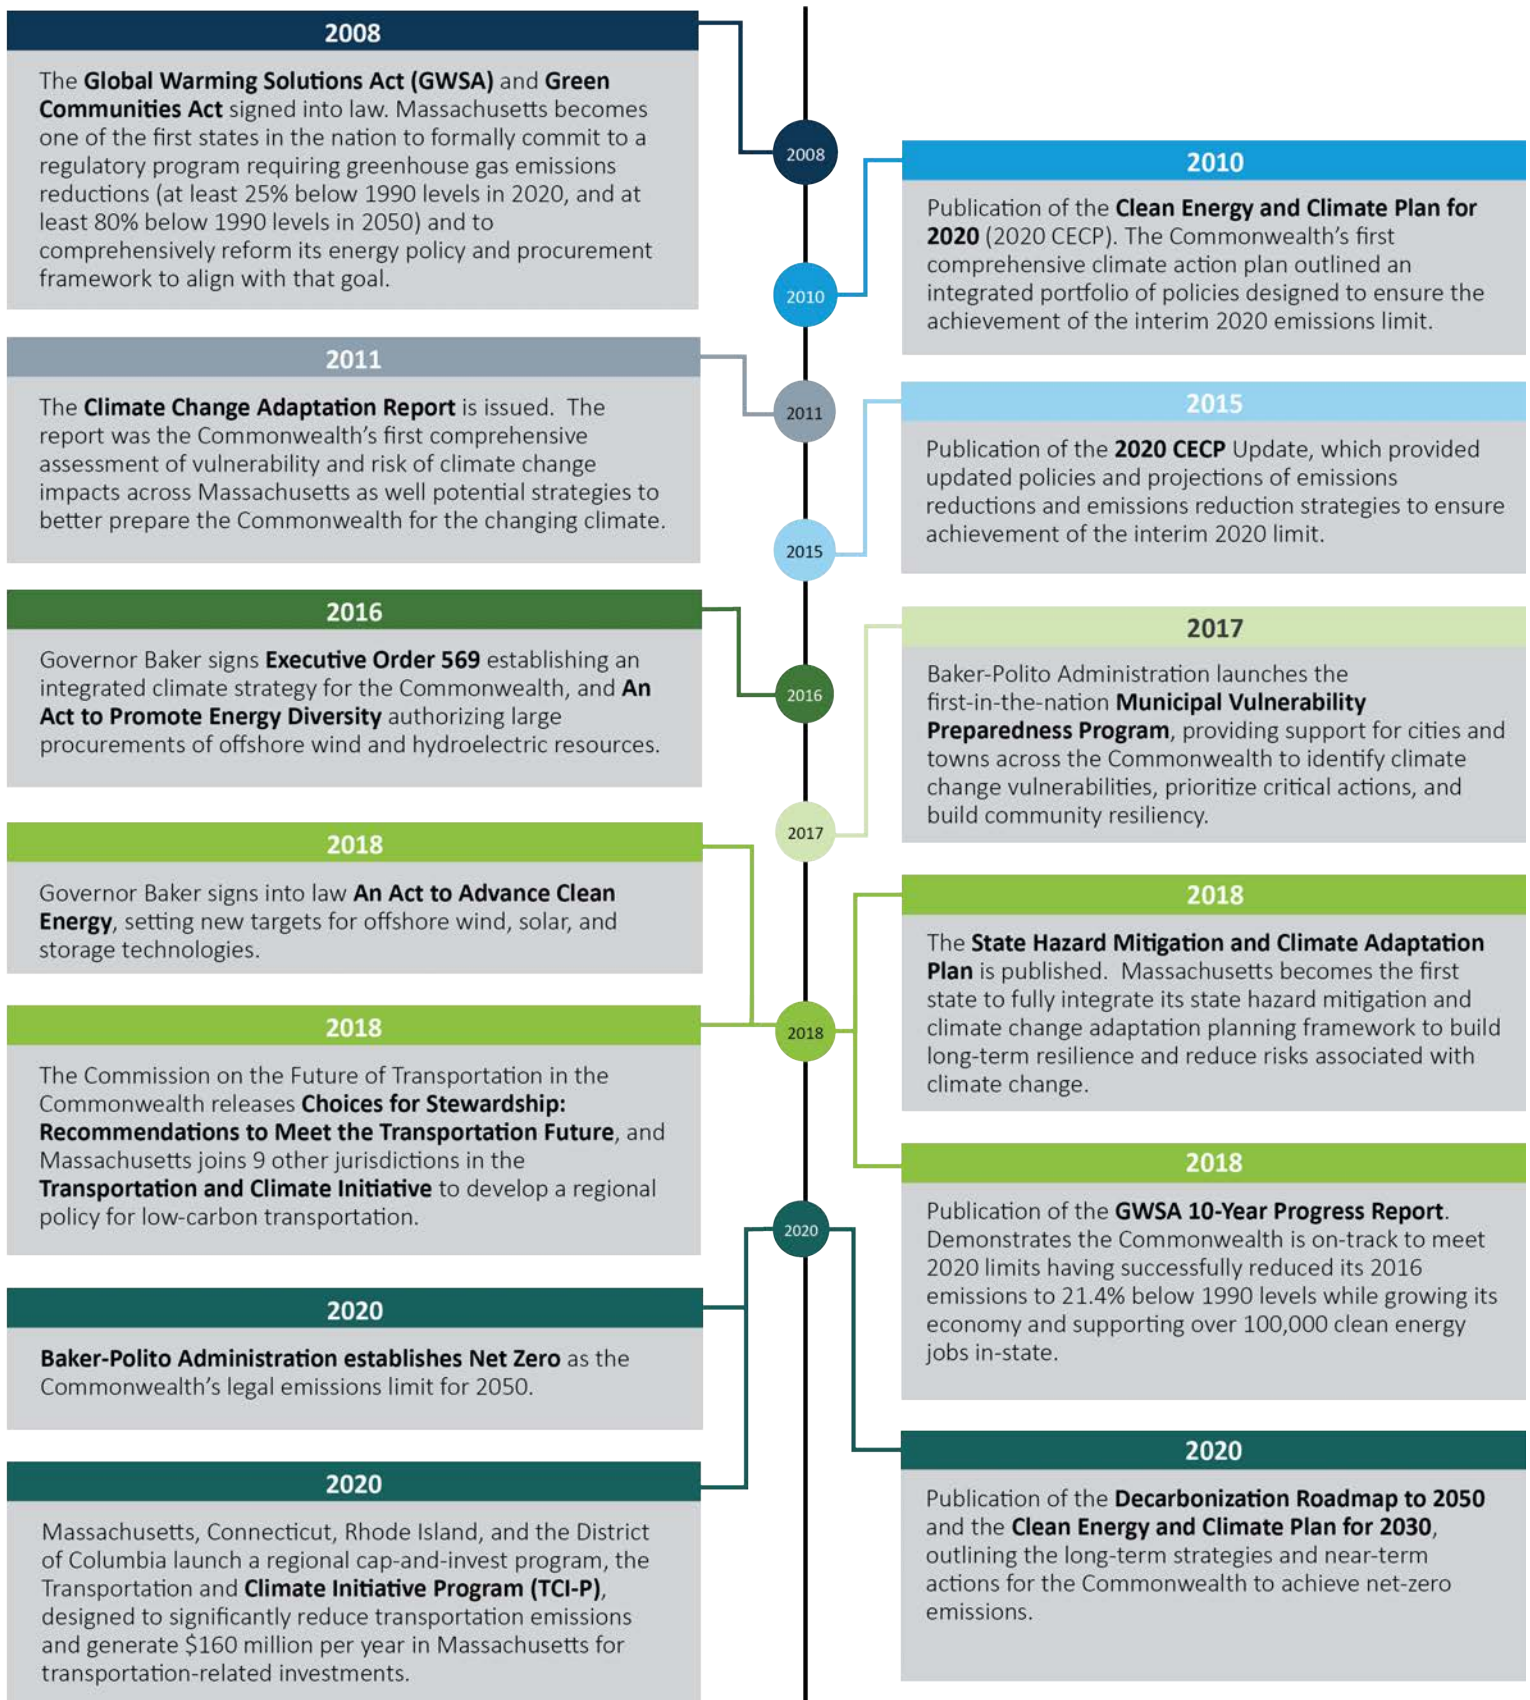 2008
The Global Warming Solutions Act (GWSA) and Green
Communities Act signed into law. Massachusetts becomes
one of the first states in the nation to formally commit to a
regulatory program requiring greenhouse gas emissions
reductions (at least 25% below 1990 levels in 2020, and at
least 80% below 1990 levels in 2050) and to
comprehensively reform its energy policy and procurement
framework to align with that goal.
2008
2010
Publication of the Clean Energy and Climate Plan for
2020 (2020 CECP). The Commonwealth's first
comprehensive climate action plan outlined an
integrated portfolio of policies designed to ensure the
achievement of the interim 2020 emissions limit.
2010
2011
The Climate Change Adaptation Report is issued.  The
report was the Commonwealth's first comprehensive
assessment of vulnerability and risk of climate change
impacts across Massachusetts as well potential strategies to
better prepare the Commonwealth for the changing climate.
2011
2015
Publication of the 2020 CECP Update, which provided
updated policies and projections of emissions
reductions and emissions reduction strategies to ensure
achievement of the interim 2020 limit.
2015
2016
Governor Baker signs Executive Order 569 establishing an
integrated climate strategy for the Commonwealth, and An
Act to Promote Energy Diversity authorizing large
procurements of offshore wind and hydroelectric resources.
2016
2017
Baker-Polito Administration launches the
first-in-the-nation Municipal Vulnerability
Preparedness Program, providing support for cities and
towns across the Commonwealth to identify climate
change vulnerabilities, prioritize critical actions, and
build community resiliency.
2017
2018
Governor Baker signs into law An Act to Advance Clean
Energy, setting new targets for offshore wind, solar, and
storage technologies.
2018
The State Hazard Mitigation and Climate Adaptation
Plan is published.  Massachusetts becomes the first
state to fully integrate its state hazard mitigation and
climate change adaptation planning framework to build
long-term resilience and reduce risks associated with
climate change.
2018
The Commission on the Future of Transportation in the
Commonwealth releases Choices for Stewardship:
Recommendations to Meet the Transportation Future, and
Massachusetts joins 9 other jurisdictions in the
Transportation and Climate Initiative to develop a regional
policy for low-carbon transportation.
2018
2018
Publication of the GWSA 10-Year Progress Report.
Demonstrates the Commonwealth is on-track to meet
2020 limits having successfully reduced its 2016
emissions to 21.4% below 1990 levels while growing its
economy and supporting over 100,000 clean energy
jobs in-state.
2020
2020
Baker-Polito Administration establishes Net Zero as the
Commonwealth's legal emissions limit for 2050.
2020
Massachusetts, Connecticut, Rhode Island, and the District
of Columbia launch a regional cap-and-invest program, the
Transportation and Climate Initiative Program (TCI-P),
designed to significantly reduce transportation emissions
and generate $160 million per year in Massachusetts for
transportation-related investments.
2020
Publication of the Decarbonization Roadmap to 2050
and the Clean Energy and Climate Plan for 2030,
outlining the long-term strategies and near-term
actions for the Commonwealth to achieve net-zero
emissions.